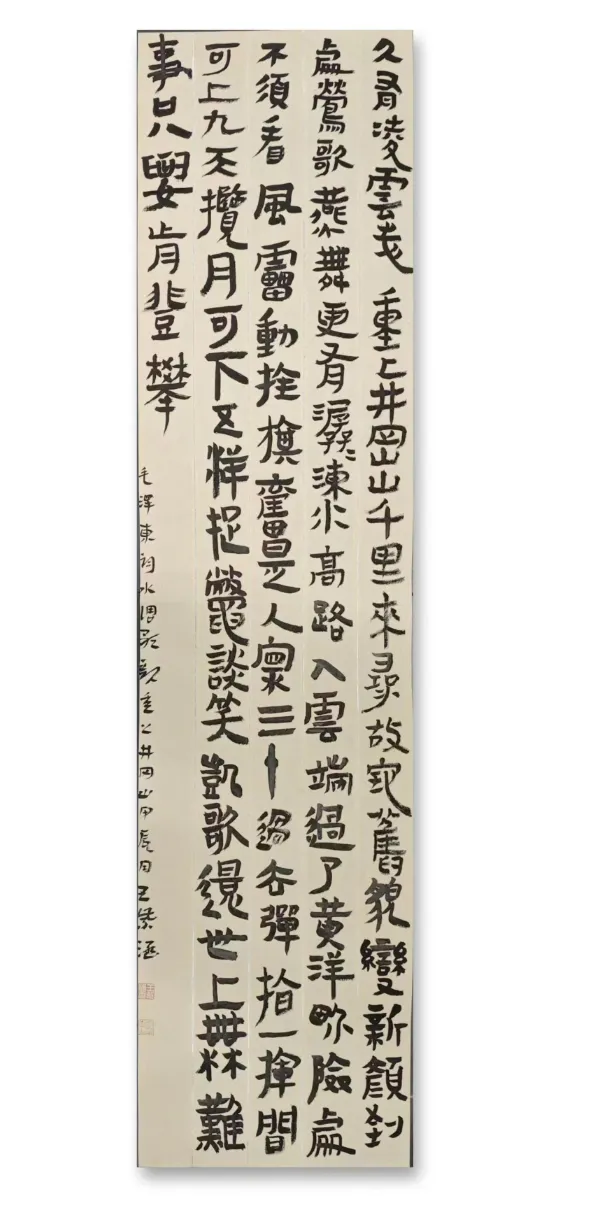 久有凌雲志重上井岡山千里來尋故地舊貌變新顏到
處鶯歌燕舞更有潺〻流水高路入雲端過了黃洋界險處
不須看風雷動旌旗奮是人寰三十過去彈指一揮間
可上九天攬月可下五洋捉鱉談笑凱歌還世上無難
事只要肯登攀
毛澤東詞水調歌頭重上井岡山甲辰月王涵